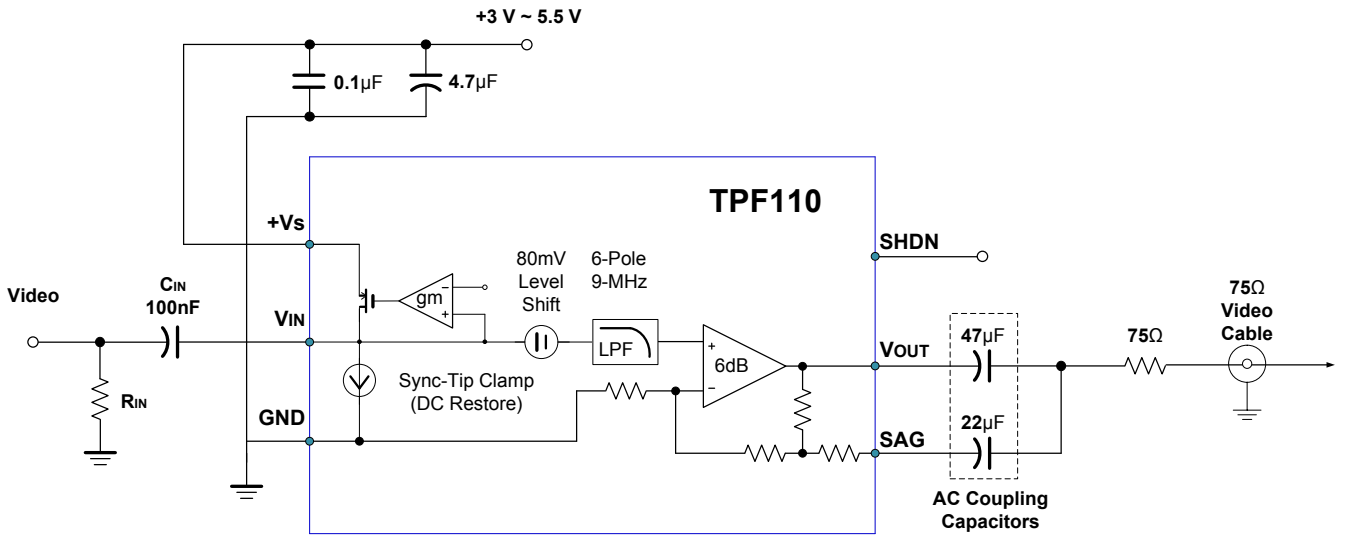 +3 V ~ 5.5 V
0.1µF
4.7µF
TPF110
+Vs
SHDN
80mV
Level
Shift
6-Pole
9-MHz
Video
CIN
100nF
gm
−
+
VIN
LPF
+
6dB
−
VOUT
47µF
75Ω
75Ω
Video
Cable
Sync-Tip Clamp
(DC Restore)
RIN
GND
22µF
SAG
AC Coupling
Capacitors